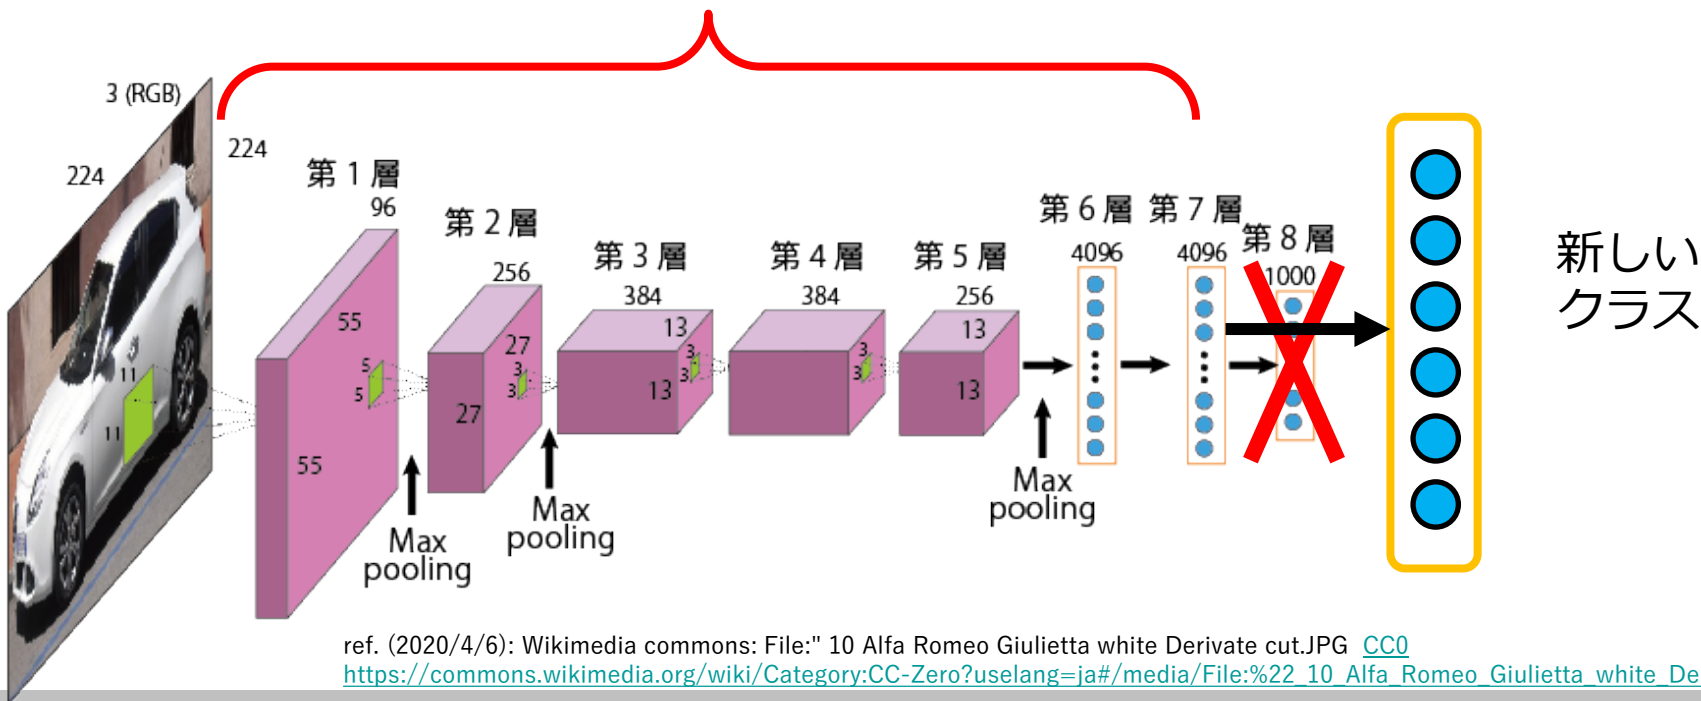 3 (RGB)
224
224
11
11
第 1 層
96
55
55
5
5
Max
pooling
第 2 層
256
27
27
3
3
Max
pooling
第 3 層
384
13
13
3
3
第 4 層
384
3
3
第 5 層
256
13
13
Max
pooling
第 6 層
4096
第 7 層
4096
第 8 層
1000
新しい
クラス
ref. (2020/4/6): Wikimedia commons: File:" 10 Alfa Romeo Giulietta white Derivate cut.JPG CC0
https://commons.wikimedia.org/wiki/Category:CC-Zero?uselang=ja#/media/File:%22_10_Alfa_Romeo_Giulietta_white_De